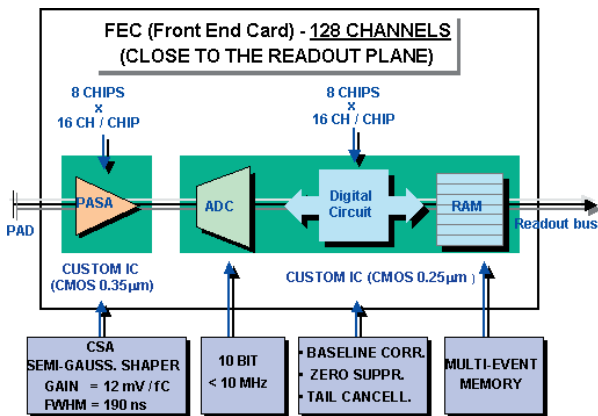 FEC (Front End Card) - 128 CHANNELS
(CLOSE TO THE READOUT PLANE)
8 CHIPS
x
16 CH / CHIP
8 CHIPS
x
16 CH / CHIP
PAD
PASA
ADC
Digital
Circuit
RAM
Readout bus
CUSTOM IC
(CMOS 0.35µm)
CUSTOM IC (CMOS 0.25µm )
CSA
SEMI-GAUSS. SHAPER
GAIN = 12 mV / fC
FWHM = 190 ns
10 BIT
< 10 MHz
• BASELINE CORR.
• ZERO SUPPR.
• TAIL CANCELL.
MULTI-EVENT
MEMORY